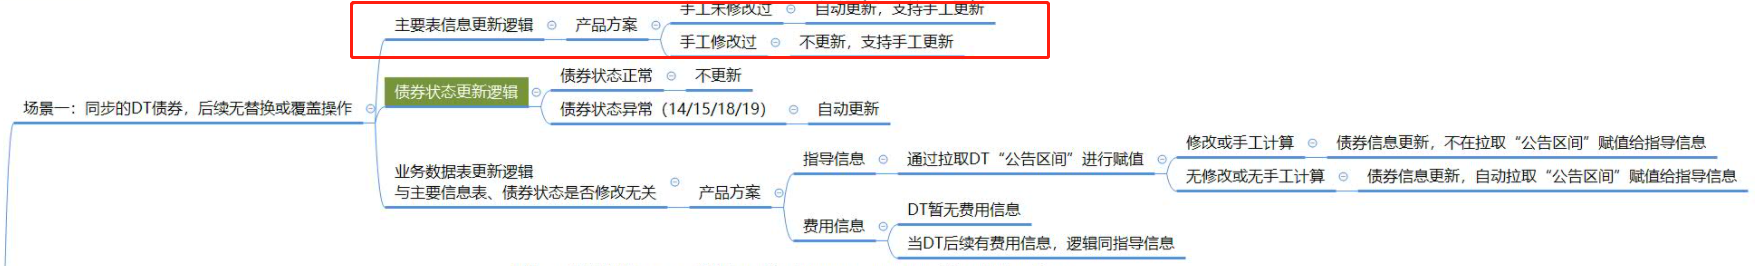 手工未修改过
自动更新，支持手工更新
主要表信息更新逻辑
产品方案
手工修改过
不更新，支持手工更新
债券状态正常
不更新
债券状态更新逻辑
场景一：同步的DT债券，后续无替换或覆盖操作
债券状态异常（14/15/18/19）
自动更新
修改或手工计算
债券信息更新，不在拉取“公告区间”赋值给指导信息
指导信息
通过拉取DT“公告区间”进行赋值
业务数据表更新逻辑
与主要信息表、债券状态是否修改无关
产品方案
无修改或无手工计算
债券信息更新，自动拉取“公告区间”赋值给指导信息
DT暂无费用信息
费用信息
当DT后续有费用信息，逻辑同指导信息